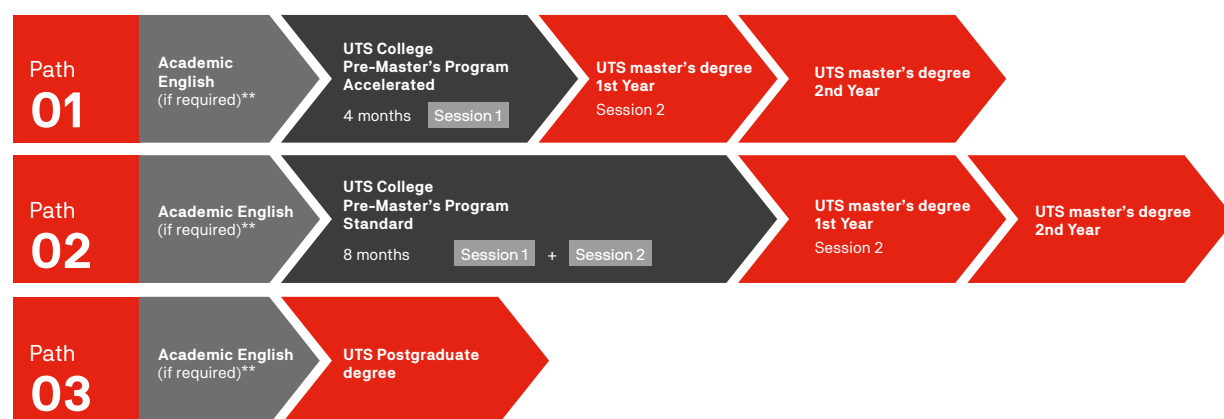 Path
01
Academic
English
(if required)**
UTS College
Pre-Master's Program
Accelerated
4 months Session 1
UTS master's degree
1st Year
Session 2
UTS master's degree
2nd Year
Path
02
Academic English
(if required)**
UTS College
Pre-Master's Program
Standard
8 months Session 1 + Session 2
UTS master's degree
1st Year
Session 2
UTS master's degree
2nd Year
Path
03
Academic English
(if required)**
UTS Postgraduate
degree